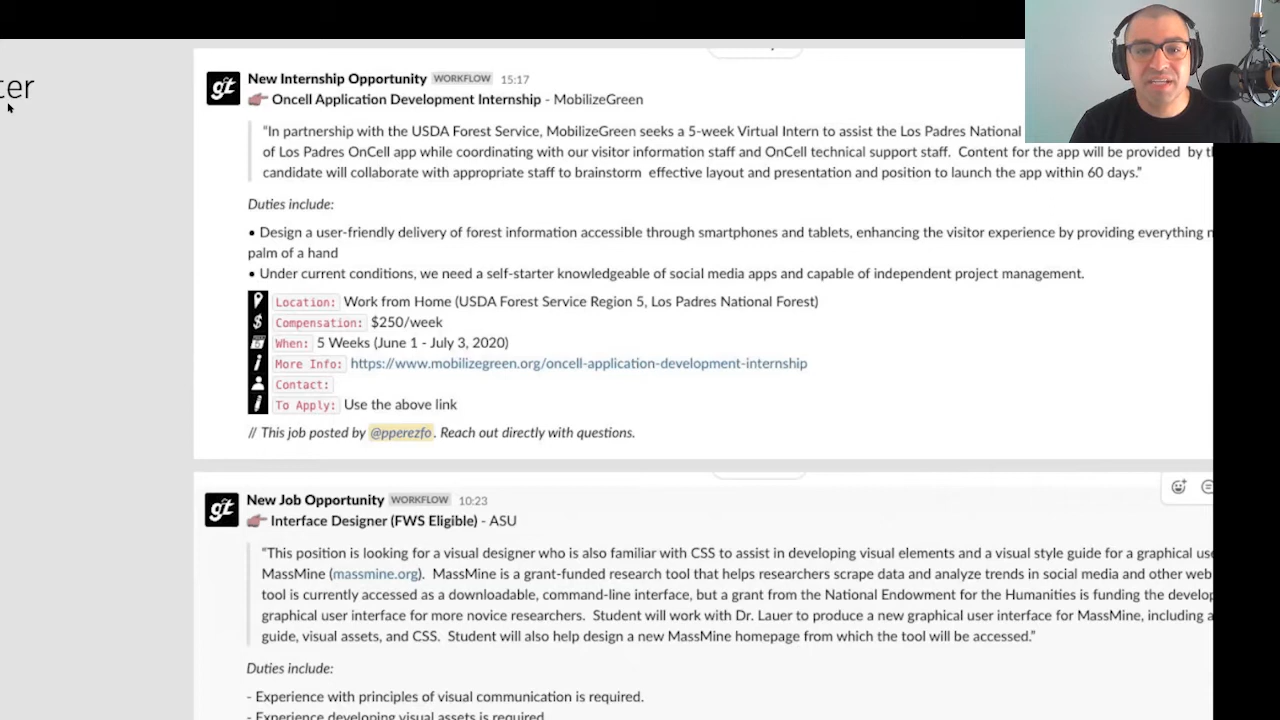 ter
gt New Internship Opportunity WORKFLOW 15:17
Oncell Application Development Internship - MobilizeGreen
“In partnership with the USDA Forest Service, MobilizeGreen seeks a 5-week Virtual Intern to assist the Los Padres National
of Los Padres OnCell app while coordinating with our visitor information staff and OnCell technical support staff. Content for the app will be provided by
candidate will collaborate with appropriate staff to brainstorm effective layout and presentation and position to launch the app within 60 days.”
Duties include:
• Design a user-friendly delivery of forest information accessible through smartphones and tablets, enhancing the visitor experience by providing everything
palm of a hand
• Under current conditions, we need a self-starter knowledgeable of social media apps and capable of independent project management.
Location: Work from Home (USDA Forest Service Region 5, Los Padres National Forest)
$ Compensation: $250/week
When: 5 Weeks (June 1 - July 3, 2020)
i More Info: https://www.mobilizegreen.org/oncell-application-development-internship
Contact:
To Apply: Use the above link
// This job posted by @pperezfo. Reach out directly with questions.
gt New Job Opportunity WORKFLOW 10:23
Interface Designer (FWS Eligible) - ASU
“This position is looking for a visual designer who is also familiar with CSS to assist in developing visual elements and a visual style guide for a graphical
MassMine (massmine.org). MassMine is a grant-funded research tool that helps researchers scrape data and analyze trends in social media and other web
tool is currently accessed as a downloadable, command-line interface, but a grant from the National Endowment for the Humanities is funding the
graphical user interface for more novice researchers. Student will work with Dr. Lauer to produce a new graphical user interface for MassMine, including
guide, visual assets, and CSS. Student will also help design a new MassMine homepage from which the tool will be accessed.”
Duties include:
- Experience with principles of visual communication is required.
- Experience developing visual assets is required